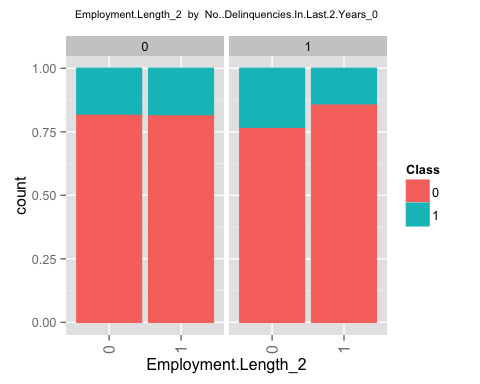 Employment.Length_2 by No..Delinquencies.In.Last.2.Years_0
0 1
1.00
0.75
0.50
0.25
0.00
count
0 1 0 1
Employment.Length_2
Class
0
1